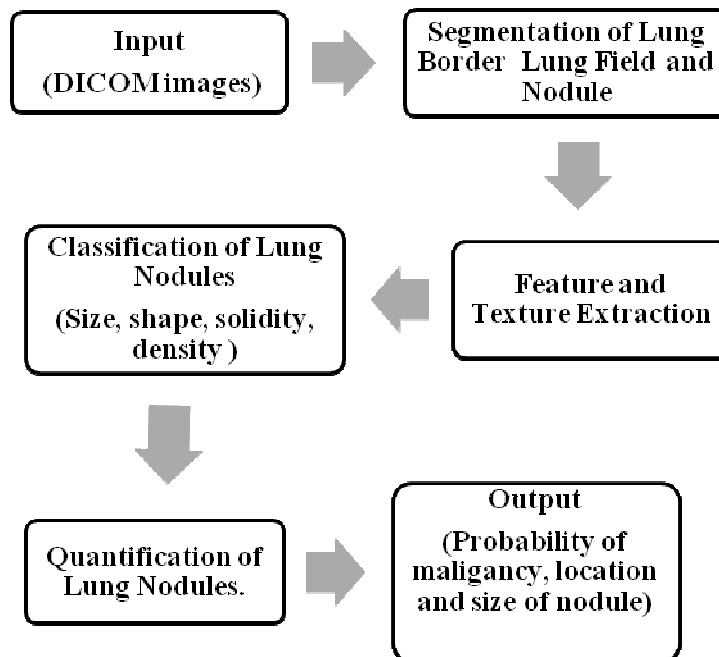 Input
(DICOM images)
Segmentation of Lung
Border Lung Field and
Nodule
Feature and
Texture Extraction
Classification of Lung
Nodules
(Size, shape, solidity,
density )
Quantification of
Lung Nodules.
Output
(Probability of
maligancy, location
and size of nodule)